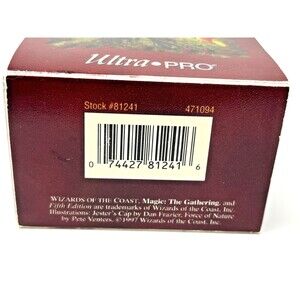 Ultra•PRO®
Stock #81241 471094
0 74427 81241 6
WIZARDS OF THE COAST, Magic: The Gathering, and
Fifth Edition are trademarks of Wizards of the Coast, Inc.
Illustrations: Jester's Cap by Dan Frazier, Force of Nature
by Pete Venters. ©1997 Wizards of the Coast, Inc.